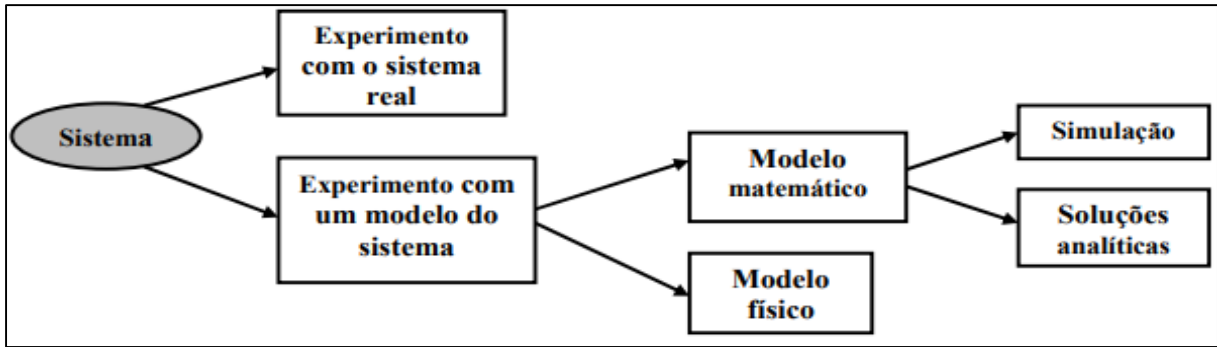 Sistema
Experimento
com o sistema
real
Experimento com
um modelo do
sistema
Modelo
matemático
Modelo
físico
Simulação
Soluções
analíticas